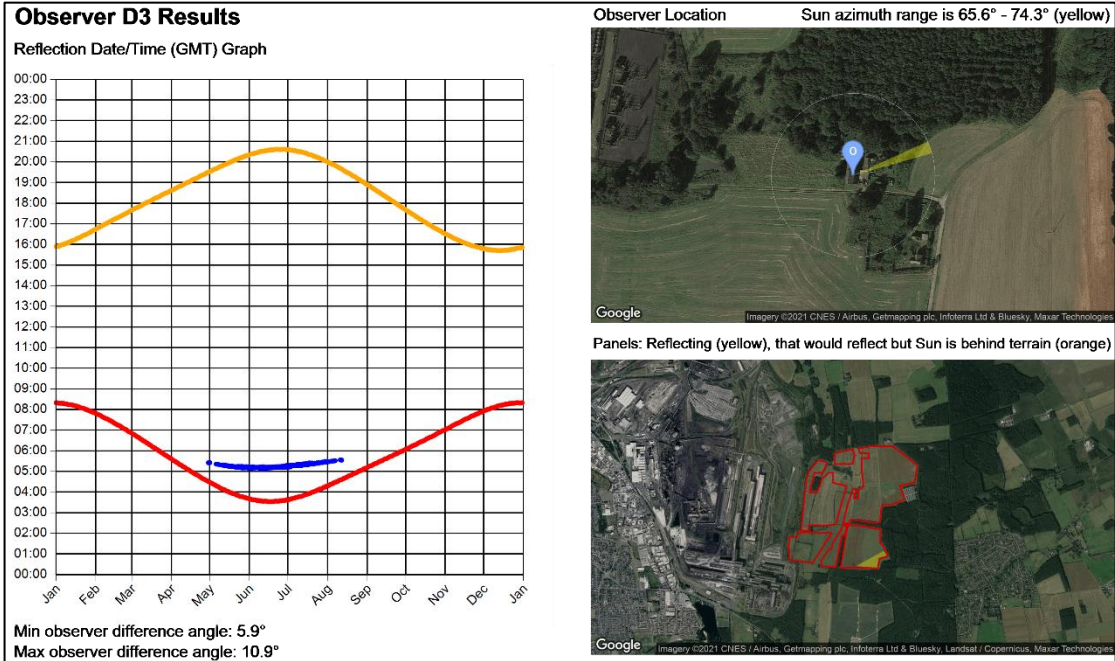 Observer D3 Results
Reflection Date/Time (GMT) Graph
00:00
23:00
22:00
21:00
20:00
19:00
18:00
17:00
16:00
15:00
14:00
13:00
12:00
11:00
10:00
09:00
08:00
07:00
06:00
05:00
04:00
03:00
02:00
01:00
00:00
Jan Feb Mar Apr May Jun Jul Aug Sep Oct Nov Dec Jan
Min observer difference angle: 5.9°
Max observer difference angle: 10.9°
Observer Location Sun azimuth range is 65.6° - 74.3° (yellow)
O
Google Imagery ©2021 CNES / Airbus, Getmapping plc, Infoterra Ltd & Bluesky, Maxar Technologies
Panels: Reflecting (yellow), that would reflect but Sun is behind terrain (orange)
Google Imagery ©2021 CNES / Airbus, Getmapping plc, Infoterra Ltd & Bluesky, Landsat / Copernicus, Maxar Technologies